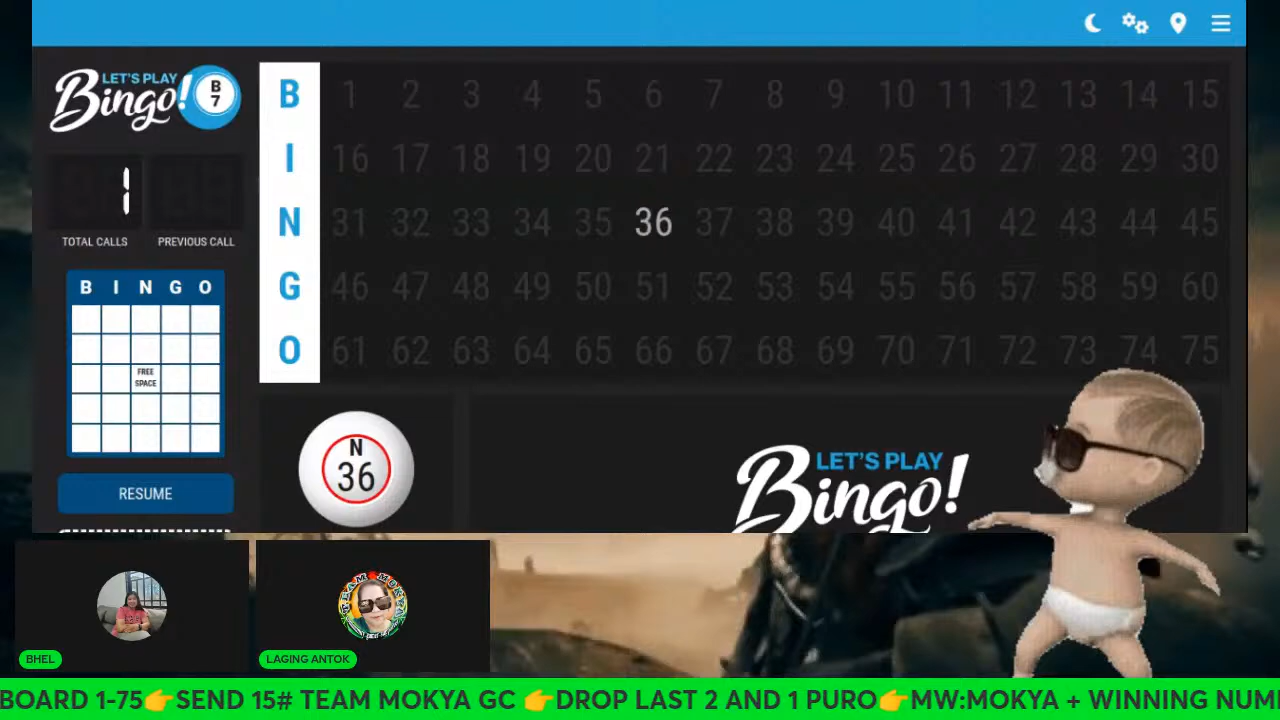 LET'S PLAY
Bingo!
B
7
1
TOTAL CALLS
PREVIOUS CALL
B 1 2 3 4 5 6 7 8 9 10 11 12 13 14 15
I 16 17 18 19 20 21 22 23 24 25 26 27 28 29 30
N 31 32 33 34 35 36 37 38 39 40 41 42 43 44 45
G 46 47 48 49 50 51 52 53 54 55 56 57 58 59 60
O 61 62 63 64 65 66 67 68 69 70 71 72 73 74 75
B I N G O
FREE
SPACE
RESUME
N
36
LET'S PLAY
Bingo!
TEAM MOKYA
BHEL
LAGING ANTOK
BOARD 1-75👉SEND 15# TEAM MOKYA GC 👉DROP LAST 2 AND 1 PURO👉MW:MOKYA + WINNING NUM